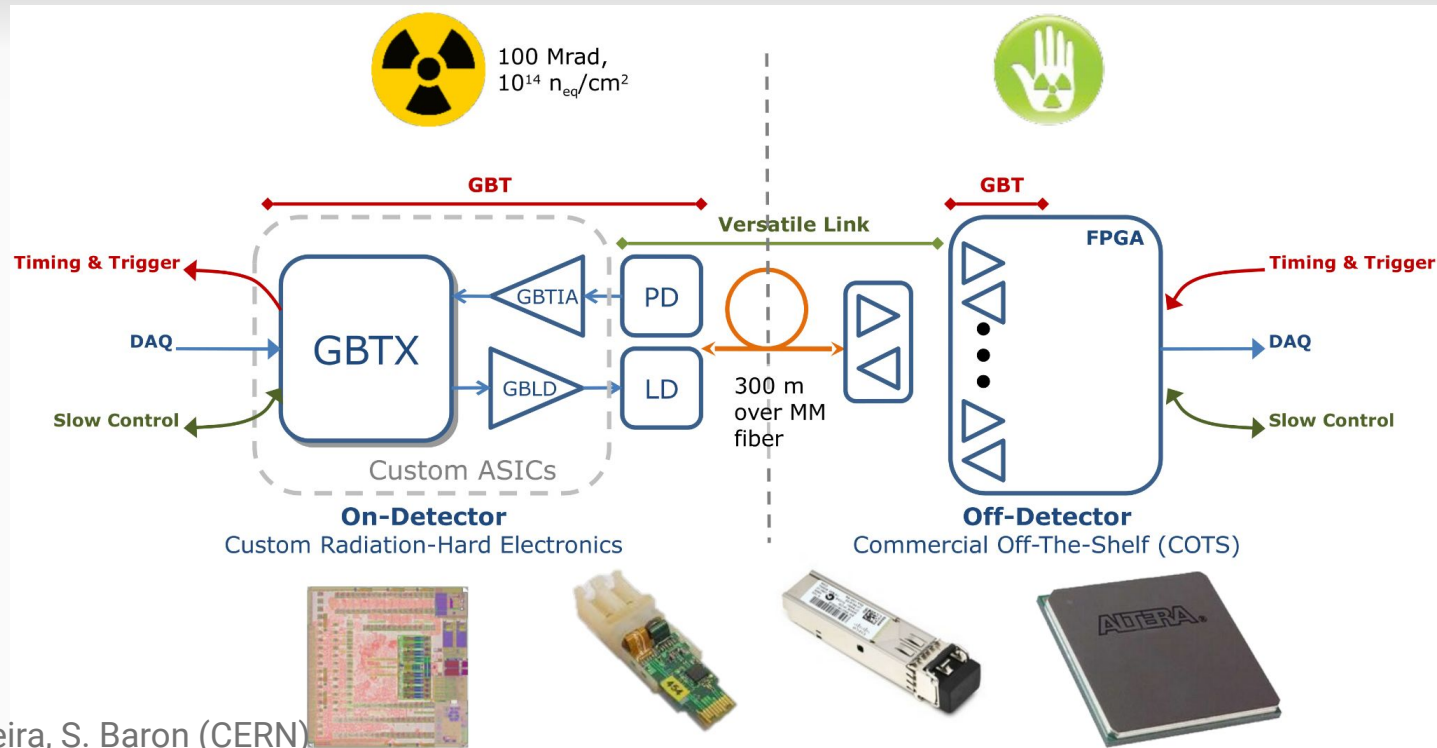 100 Mrad,
10¹⁴ n_eq/cm²
GBT
GBT
Versatile Link
FPGA
Timing & Trigger
Timing & Trigger
GBTIA
PD
DAQ
GBTX
DAQ
GBLD
LD
300 m
over MM
fiber
Slow Control
Slow Control
Custom ASICs
On-Detector
Off-Detector
Custom Radiation-Hard Electronics
Commercial Off-The-Shelf (COTS)
454
ALTERA®
eira, S. Baron (CERN)